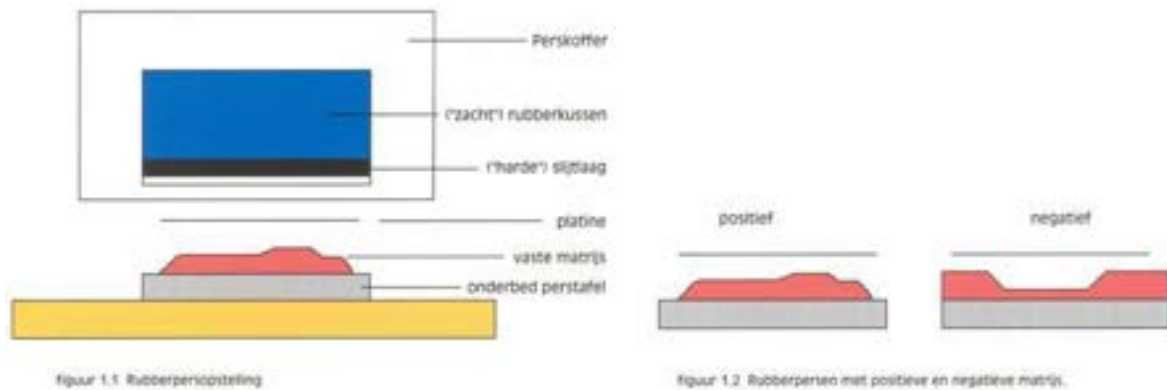 Perskoffer
("zacht") rubberkussen
("harde") slijtlaag
platine
vaste matrijs
onderbed perstafel
figuur 1.1 Rubberpersopstelling
positief
negatief
figuur 1.2 Rubberpersen met positieve en negatieve matrijs.